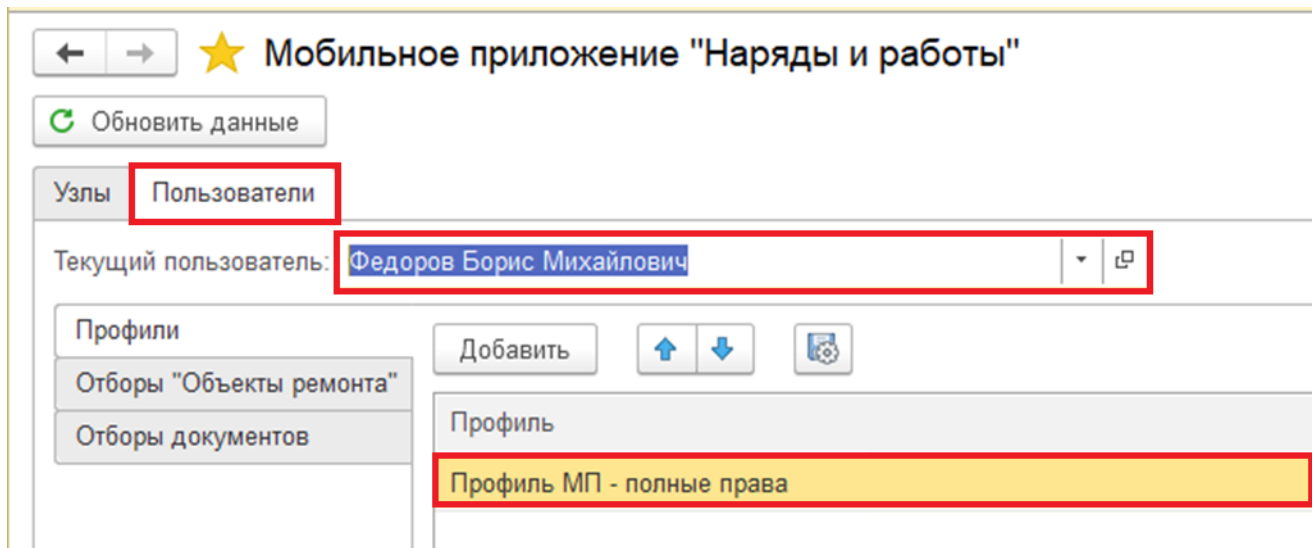 Мобильное приложение "Наряды и работы"
Обновить данные
Узлы Пользователи
Текущий пользователь: Федоров Борис Михайлович
Профили
Добавить
Отборы "Объекты ремонта"
Отборы документов
Профиль
Профиль МП - полные права